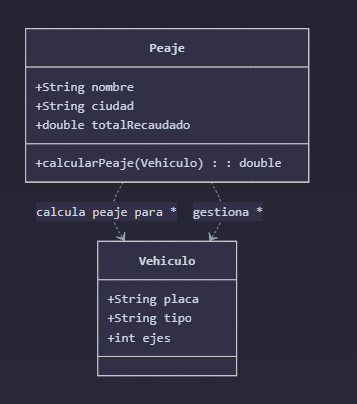 Peaje
+String nombre
+String ciudad
+double totalRecaudado
+calcularPeaje(Vehiculo) : : double
calcula peaje para * gestiona *
Vehiculo
+String placa
+String tipo
+int ejes